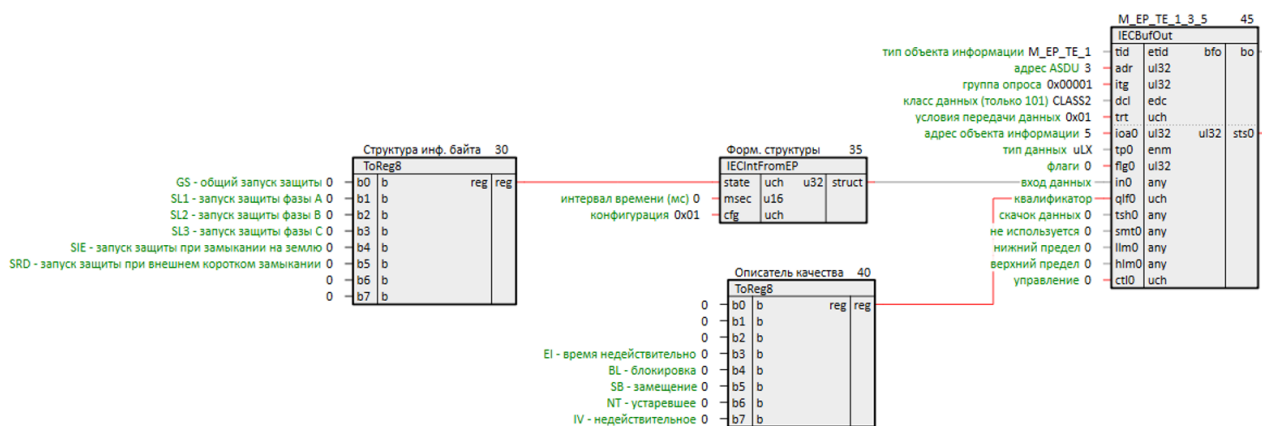 M_EP_TE_1_3_5 45
IECBufOut
тип объекта информации M_EP_TE_1 tid etid bfo bo
адрес ASDU 3 adr ul32
группа опроса 0x00001 itg ul32
класс данных (только 101) CLASS2 dcl edc
условия передачи данных 0x01 trt uch
адрес объекта информации 5 ioa0 ul32 ul32 sts0
тип данных uLX tp0 enm
флаги 0 flg0 ul32
вход данных in0 any
квалификатор qlf0 uch
скачок данных 0 tsh0 any
не используется 0 smt0 any
нижний предел 0 llm0 any
верхний предел 0 hlm0 any
управление 0 ctl0 uch
Структура инф. байта 30
ToReg8
GS - общий запуск защиты 0 b0 b reg reg
SL1 - запуск защиты фазы A 0 b1 b
SL2 - запуск защиты фазы B 0 b2 b
SL3 - запуск защиты фазы C 0 b3 b
SIE - запуск защиты при замыкании на землю 0 b4 b
SRD - запуск защиты при внешнем коротком замыкании 0 b5 b
0 b6 b
0 b7 b
Форм. структуры 35
IECIntFromEP
state uch u32 struct
интервал времени (мс) 0 msec u16
конфигурация 0x01 cfg uch
Описатель качества 40
ToReg8
0 b0 b reg reg
0 b1 b
0 b2 b
EI - время недействительно 0 b3 b
BL - блокировка 0 b4 b
SB - замещение 0 b5 b
NT - устаревшее 0 b6 b
IV - недействительное 0 b7 b